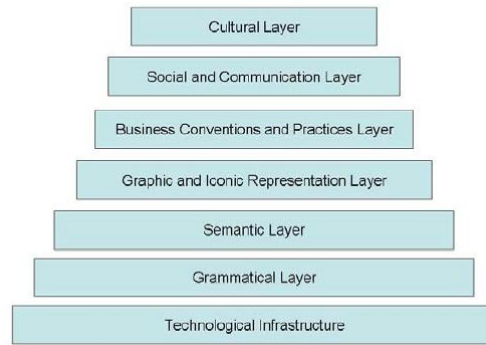 Cultural Layer
Social and Communication Layer
Business Conventions and Practices Layer
Graphic and Iconic Representation Layer
Semantic Layer
Grammatical Layer
Technological Infrastructure